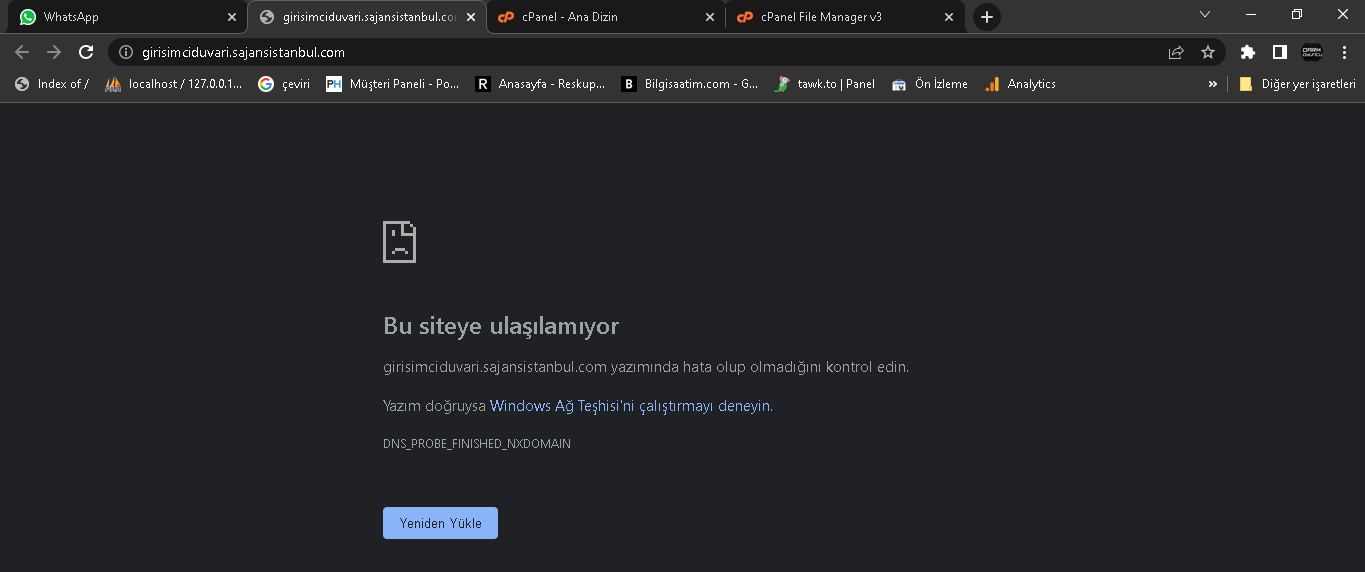 WhatsApp
girisimciduvari.sajansistanbul.con
cPanel - Ana Dizin
cPanel File Manager v3
girisimciduvari.sajansistanbul.com
Index of /
localhost / 127.0.0.1...
çeviri
Müşteri Paneli - Po...
Anasayfa - Reskup...
Bilgisaatim.com - G...
tawk.to | Panel
Ön İzleme
Analytics
»
Diğer yer işaretleri
Bu siteye ulaşılamıyor
girisimciduvari.sajansistanbul.com yazımında hata olup olmadığını kontrol edin.
Yazım doğruysa Windows Ağ Teşhisi'ni çalıştırmayı deneyin.
DNS_PROBE_FINISHED_NXDOMAIN
Yeniden Yükle